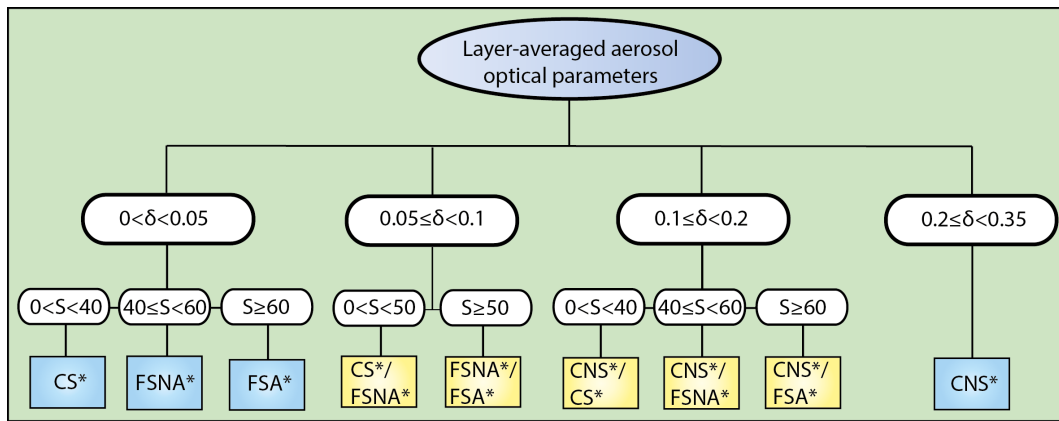 Layer-averaged aerosol
optical parameters
0<δ<0.05
0.05≤δ<0.1
0.1≤δ<0.2
0.2≤δ<0.35
0<S<40
40≤S<60
S≥60
0<S<50
S≥50
0<S<40
40≤S<60
S≥60
CS*
FSNA*
FSA*
CS*/
FSNA*
FSNA*/
FSA*
CNS*/
CS*
CNS*/
FSNA*
CNS*/
FSA*
CNS*